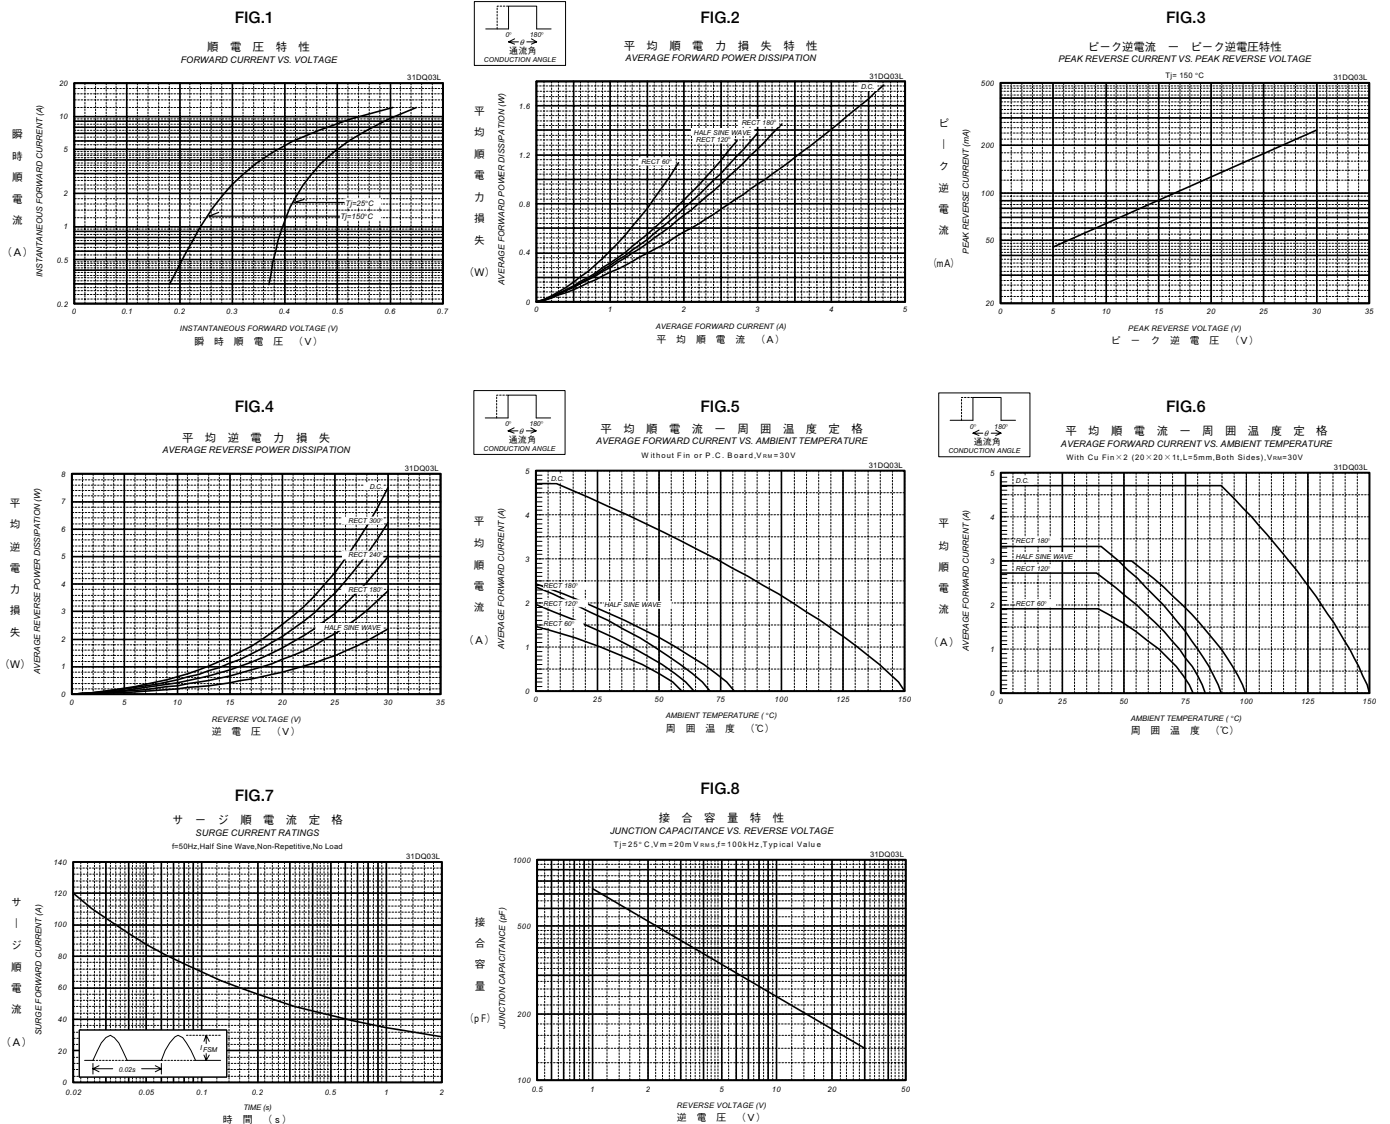 FIG.1
順電圧特性
FORWARD CURRENT VS. VOLTAGE
31DQ03L
20
10
5
2
1
0.5
0.2
瞬時順電流 (A)
INSTANTANEOUS FORWARD CURRENT (A)
Tj=25°C
Tj=150°C
0 0.1 0.2 0.3 0.4 0.5 0.6 0.7
INSTANTANEOUS FORWARD VOLTAGE (V)
瞬時順電圧 (V)
0° 180°
θ
通流角
CONDUCTION ANGLE
FIG.2
平均順電力損失特性
AVERAGE FORWARD POWER DISSIPATION
31DQ03L
1.6
1.2
0.8
0.4
0
平均順電力損失 (W)
AVERAGE FORWARD POWER DISSIPATION (W)
D.C.
RECT 180°
HALF SINE WAVE
RECT 120°
RECT 60°
0 1 2 3 4 5
AVERAGE FORWARD CURRENT (A)
平均順電流 (A)
FIG.3
ピーク逆電流 ー ピーク逆電圧特性
PEAK REVERSE CURRENT VS. PEAK REVERSE VOLTAGE
Tj= 150 °C
31DQ03L
500
200
100
50
20
ピーク逆電流 (mA)
PEAK REVERSE CURRENT (mA)
0 5 10 15 20 25 30 35
PEAK REVERSE VOLTAGE (V)
ピーク逆電圧 (V)
FIG.4
平均逆電力損失
AVERAGE REVERSE POWER DISSIPATION
31DQ03L
8
7
6
5
4
3
2
1
0
平均逆電力損失 (W)
AVERAGE REVERSE POWER DISSIPATION (W)
D.C.
RECT 300°
RECT 240°
RECT 180°
HALF SINE WAVE
0 5 10 15 20 25 30 35
REVERSE VOLTAGE (V)
逆電圧 (V)
0° 180°
θ
通流角
CONDUCTION ANGLE
FIG.5
平均順電流ー周囲温度定格
AVERAGE FORWARD CURRENT VS. AMBIENT TEMPERATURE
Without Fin or P.C. Board,VRM=30V
31DQ03L
5
4
3
2
1
0
平均順電流 (A)
AVERAGE FORWARD CURRENT (A)
D.C.
RECT 180°
HALF SINE WAVE
RECT 120°
RECT 60°
0 25 50 75 100 125 150
AMBIENT TEMPERATURE (°C)
周囲温度 (℃)
0° 180°
θ
通流角
CONDUCTION ANGLE
FIG.6
平均順電流ー周囲温度定格
AVERAGE FORWARD CURRENT VS. AMBIENT TEMPERATURE
With Cu Fin×2 (20×20×1t,L=5mm,Both Sides),VRM=30V
31DQ03L
5
4
3
2
1
0
平均順電流 (A)
AVERAGE FORWARD CURRENT (A)
D.C.
RECT 180°
HALF SINE WAVE
RECT 120°
RECT 60°
0 25 50 75 100 125 150
AMBIENT TEMPERATURE (°C)
周囲温度 (℃)
FIG.7
サージ順電流定格
SURGE CURRENT RATINGS
f=50Hz,Half Sine Wave,Non-Repetitive,No Load
31DQ03L
140
120
100
80
60
40
20
0
サージ順電流 (A)
SURGE FORWARD CURRENT (A)
IFSM
0.02s
0.02 0.05 0.1 0.2 0.5 1 2
TIME (s)
時間 (s)
FIG.8
接合容量特性
JUNCTION CAPACITANCE VS. REVERSE VOLTAGE
Tj=25°C,Vm=20mVRMS,f=100kHz,Typical Value
31DQ03L
1000
500
200
100
接合容量 (pF)
JUNCTION CAPACITANCE (pF)
0.5 1 2 5 10 20 50
REVERSE VOLTAGE (V)
逆電圧 (V)